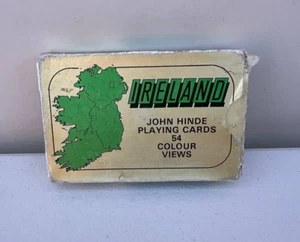 IRELAND
JOHN HINDE
PLAYING CARDS
54
COLOUR
VIEWS